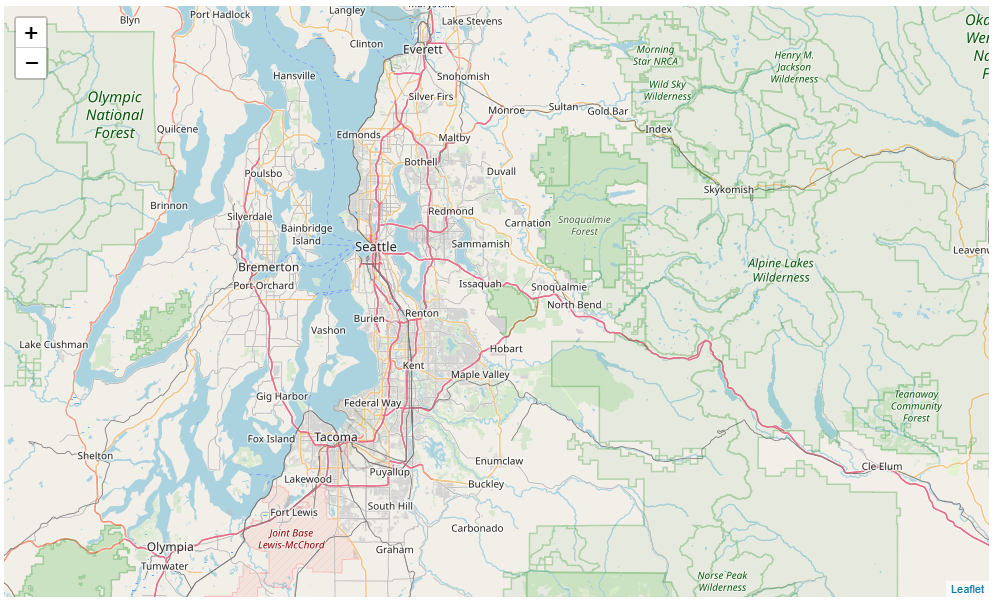 Langley
Blyn
Port Hadlock
Lake Stevens
Oka
Wen
Na
F
+
−
Clinton
Everett
Morning
Star NRCA
Henry M.
Jackson
Wilderness
Hansville
Snohomish
Wild Sky
Wilderness
Olympic
National
Forest
Silver Firs
Monroe
Sultan
Gold Bar
Quilcene
Edmonds
Maltby
Index
Bothell
Poulsbo
Duvall
Skykomish
Brinnon
Silverdale
Redmond
Bainbridge
Island
Carnation
Snoqualmie
Forest
Seattle
Sammamish
Leavenw
Bremerton
Alpine Lakes
Wilderness
Port Orchard
Issaquah
Snoqualmie
North Bend
Vashon
Burien
Renton
Lake Cushman
Hobart
Kent
Maple Valley
Gig Harbor
Federal Way
Teanaway
Community
Forest
Fox Island
Tacoma
Shelton
Puyallup
Enumclaw
Cle Elum
Lakewood
Buckley
Fort Lewis
South Hill
Joint Base
Lewis-McChord
Carbonado
Olympia
Graham
Tumwater
Norse Peak
Wilderness
Leaflet